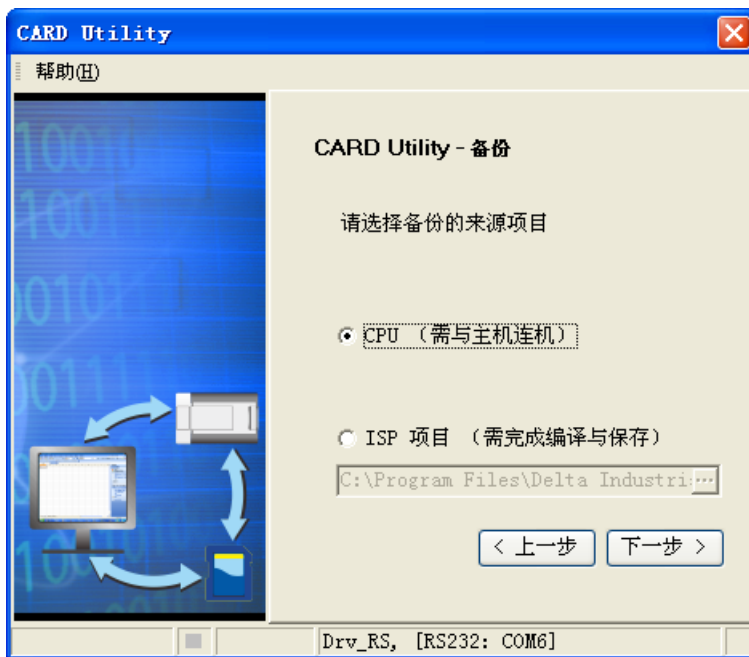 CARD Utility
帮助(H)
CARD Utility - 备份
请选择备份的来源项目
CPU （需与主机连机）
ISP 项目 （需完成编译与保存）
C:\Program Files\Delta Industri
...
< 上一步
下一步 >
Drv_RS, [RS232: COM6]